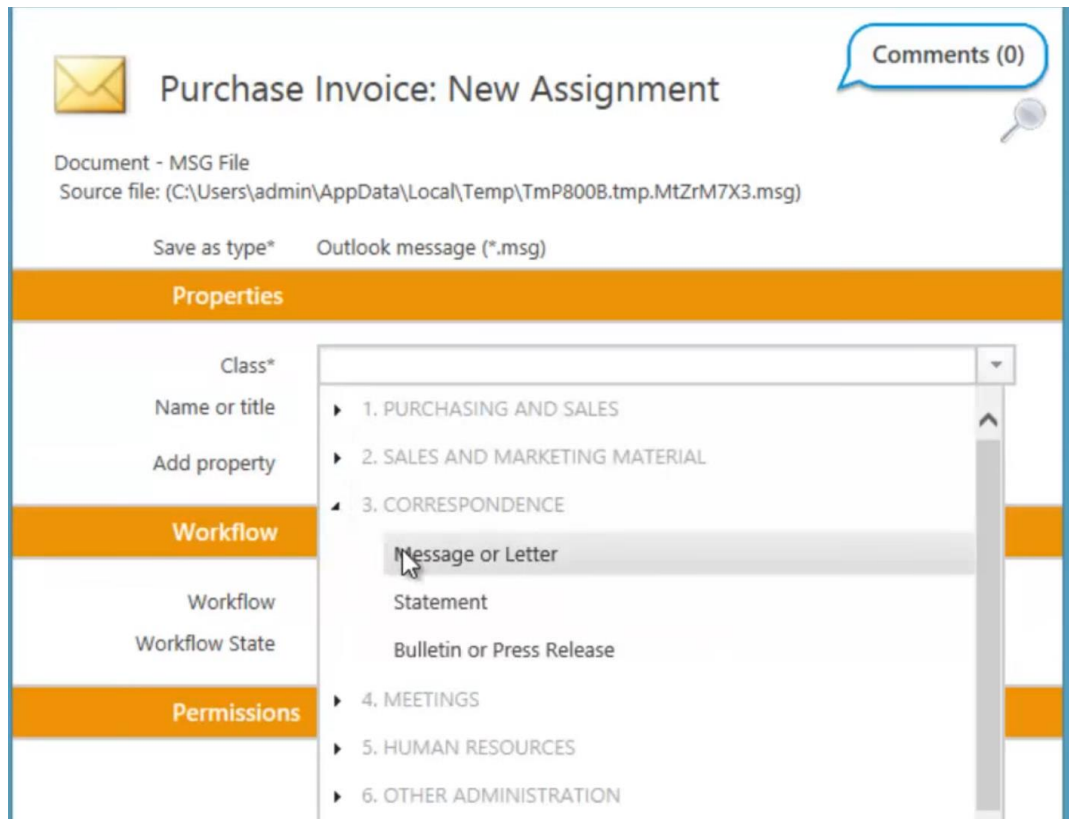 Comments (0)
Purchase Invoice: New Assignment
Document - MSG File
Source file: (C:\Users\admin\AppData\Local\Temp\TmP800B.tmp.MtZrM7X3.msg)
Save as type* Outlook message (*.msg)
Properties
Class*
Name or title
1. PURCHASING AND SALES
Add property
2. SALES AND MARKETING MATERIAL
3. CORRESPONDENCE
Workflow
Message or Letter
Workflow
Statement
Workflow State
Bulletin or Press Release
Permissions
4. MEETINGS
5. HUMAN RESOURCES
6. OTHER ADMINISTRATION